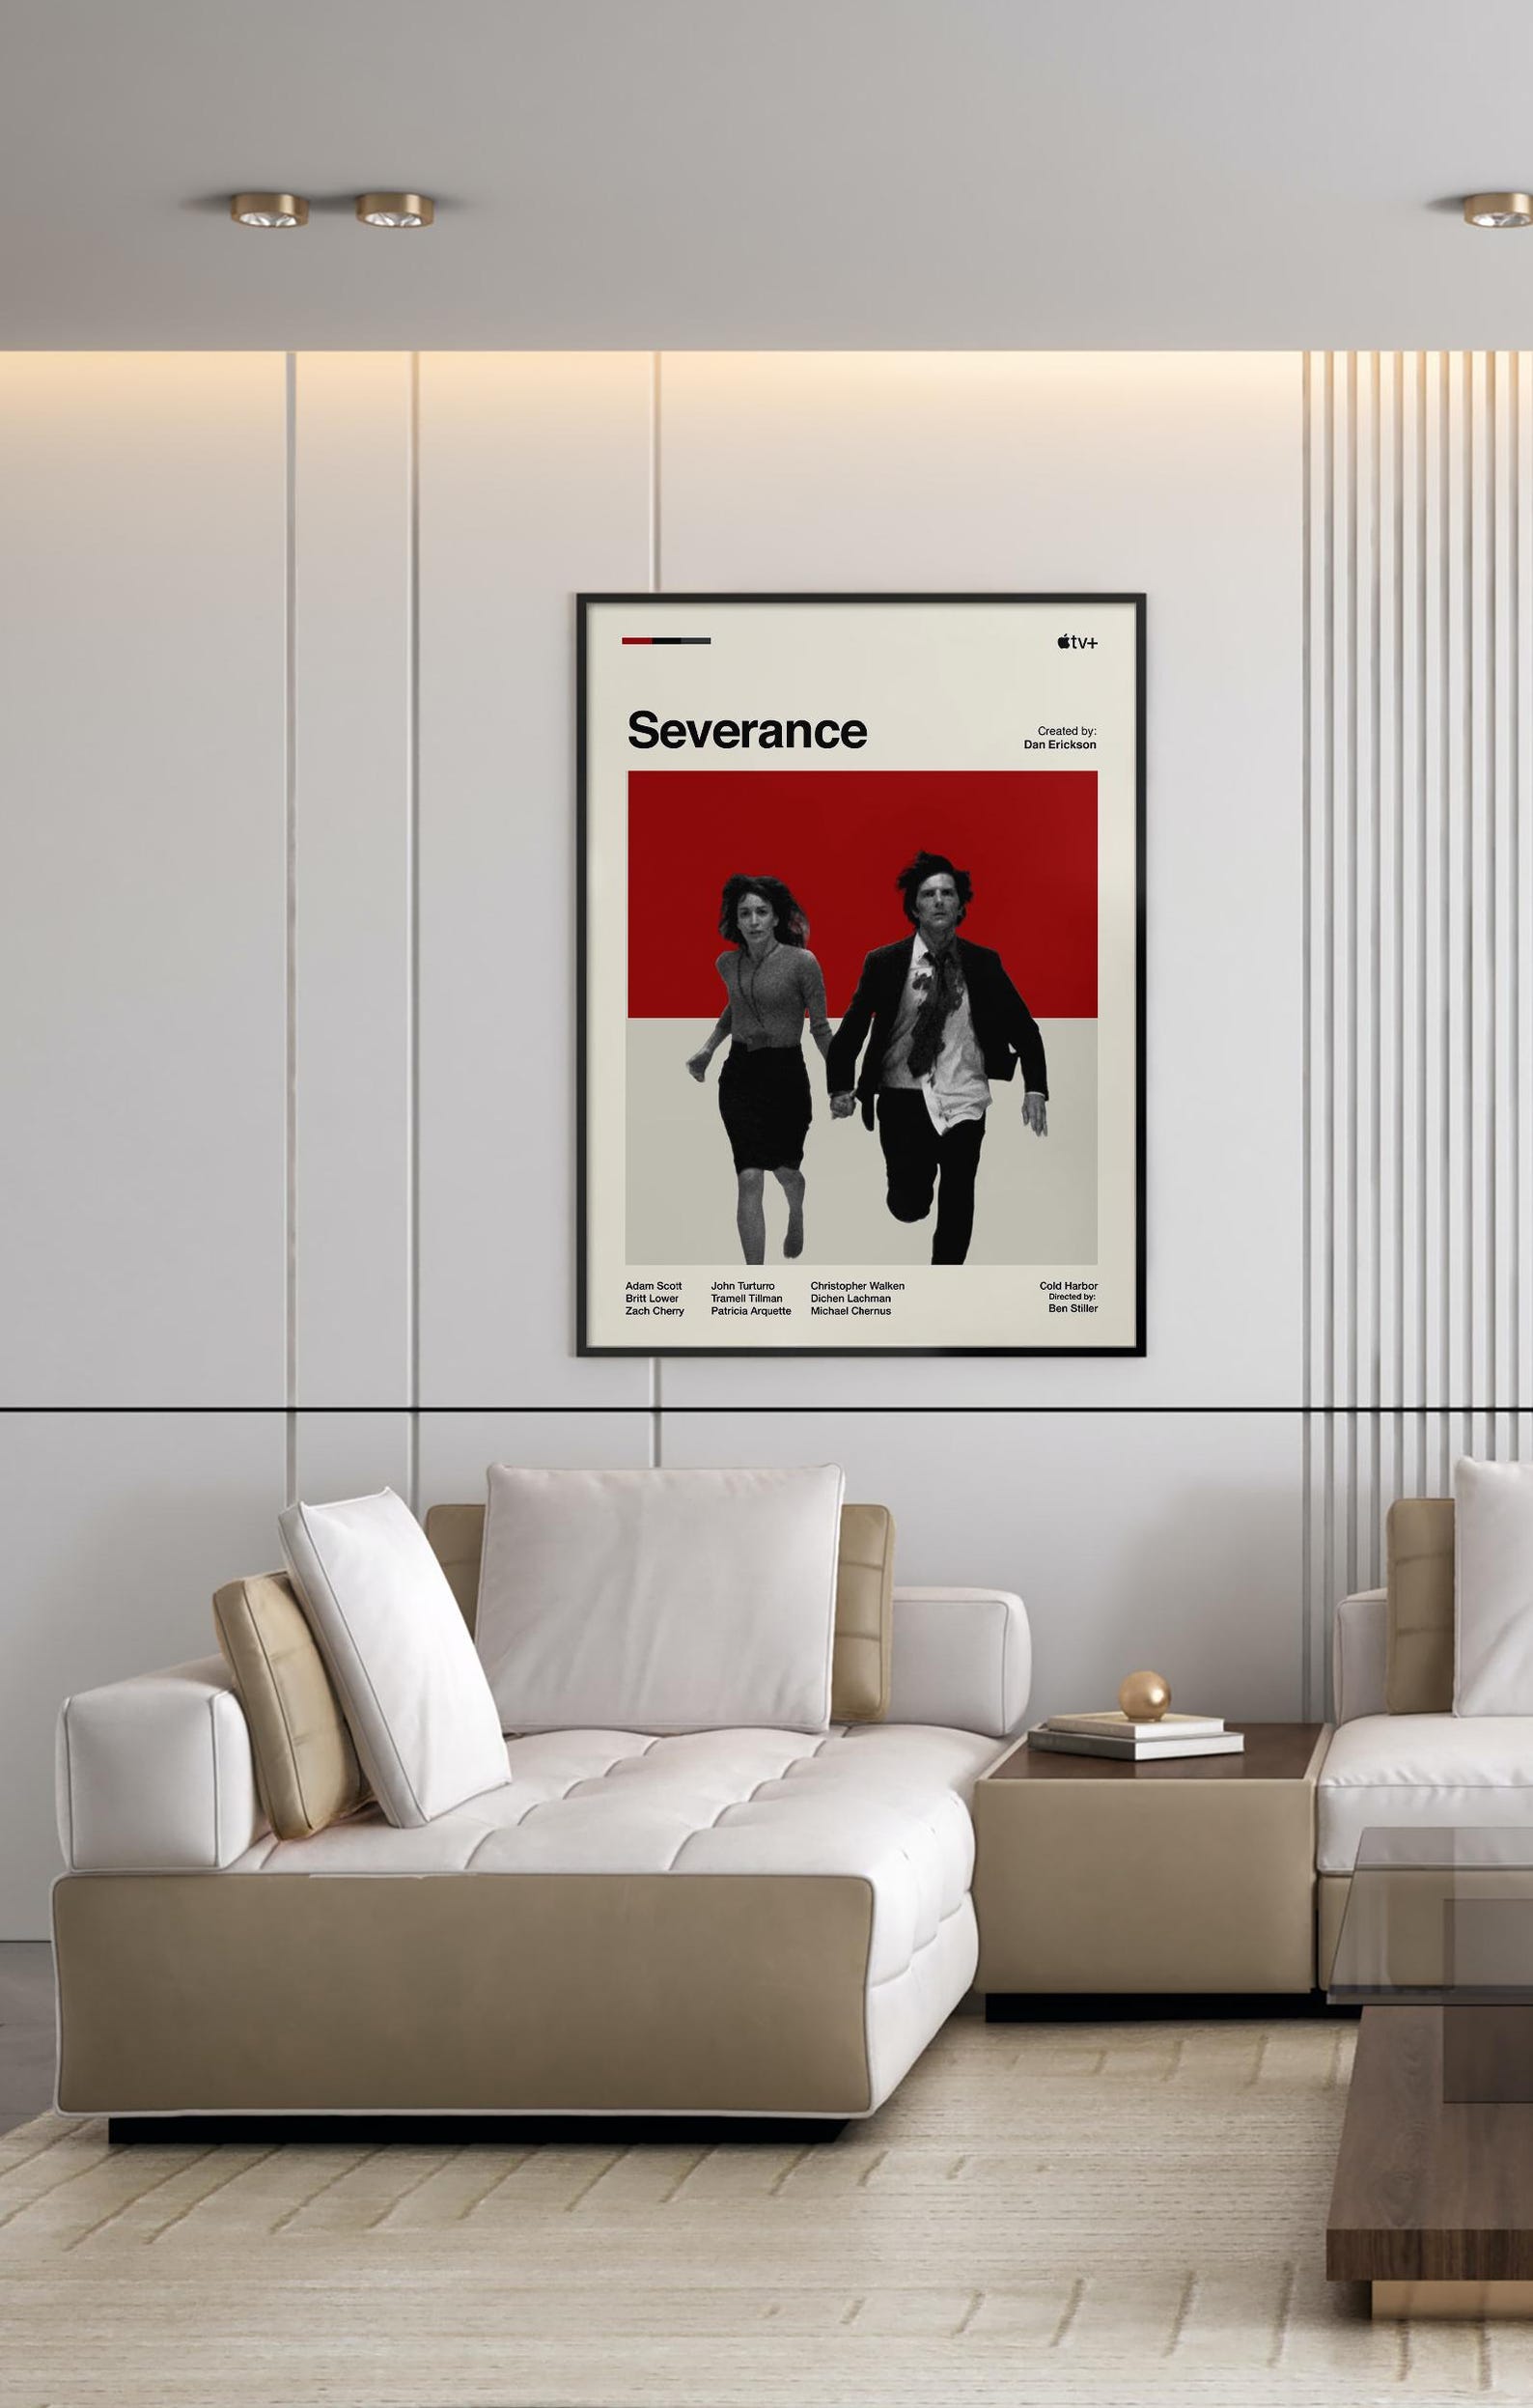 tv+
Severance
Created by:
Dan Erickson
Adam Scott
Britt Lower
Zach Cherry
John Turturro
Tramell Tillman
Patricia Arquette
Christopher Walken
Dichen Lachman
Michael Chernus
Cold Harbor
Directed by:
Ben Stiller